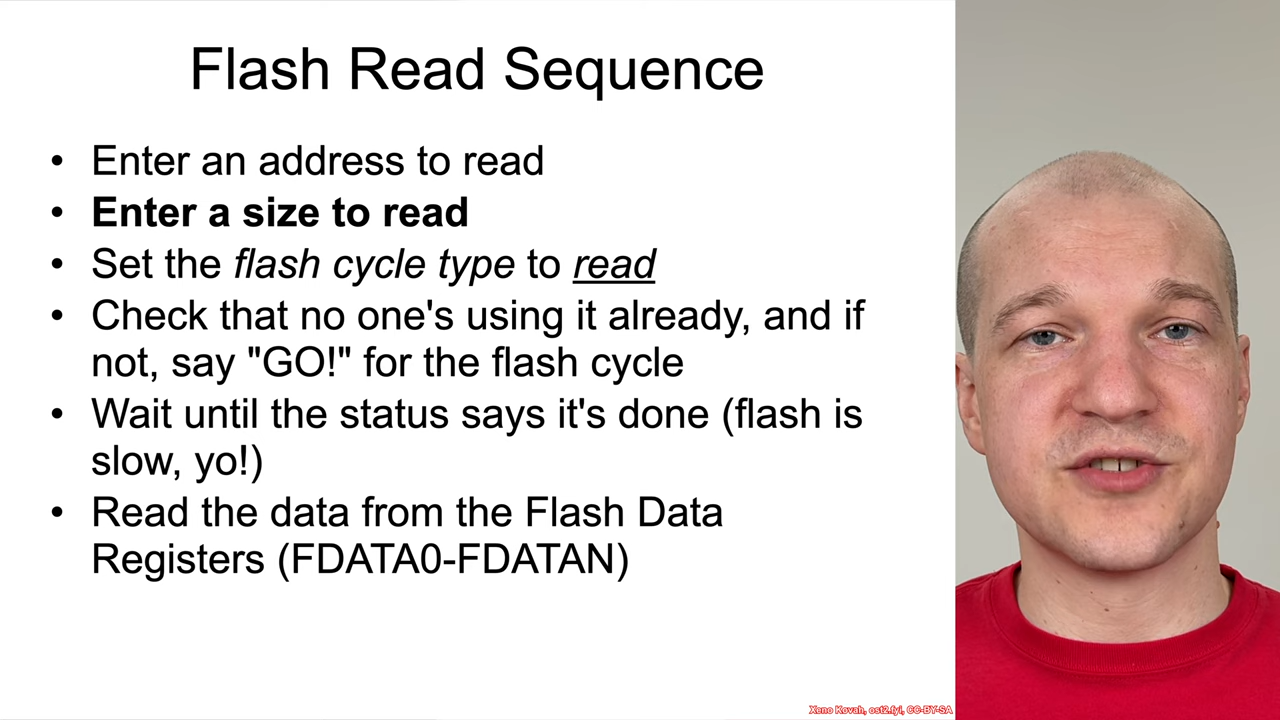 Flash Read Sequence
• Enter an address to read
• Enter a size to read
• Set the flash cycle type to read
• Check that no one's using it already, and if
not, say "GO!" for the flash cycle
• Wait until the status says it's done (flash is
slow, yo!)
• Read the data from the Flash Data
Registers (FDATA0-FDATAN)
Xeno Kovah, ost2.fyi, CC-BY-SA